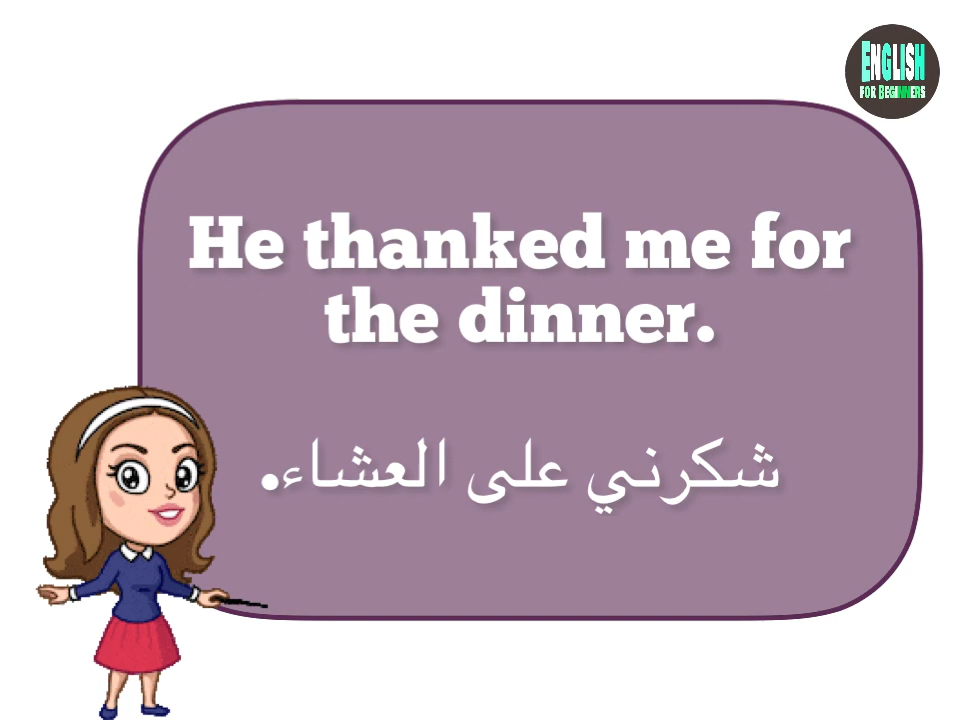 ENGLISH
FOR BEGINNERS
He thanked me for
the dinner.
شكرني على العشاء.